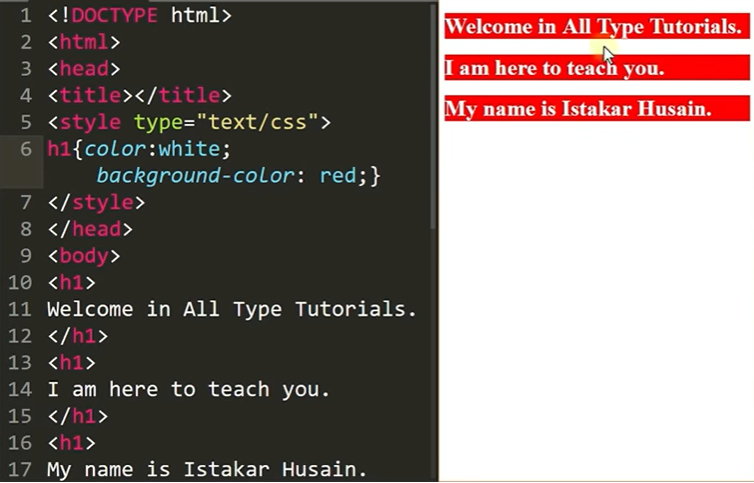 1 <!DOCTYPE html>
2 <html>
3 <head>
4 <title></title>
5 <style type="text/css">
6 h1{color:white;
background-color: red;}
7 </style>
8 </head>
9 <body>
10 <h1>
11 Welcome in All Type Tutorials.
12 </h1>
13 <h1>
14 I am here to teach you.
15 </h1>
16 <h1>
17 My name is Istakar Husain.
Welcome in All Type Tutorials.
I am here to teach you.
My name is Istakar Husain.